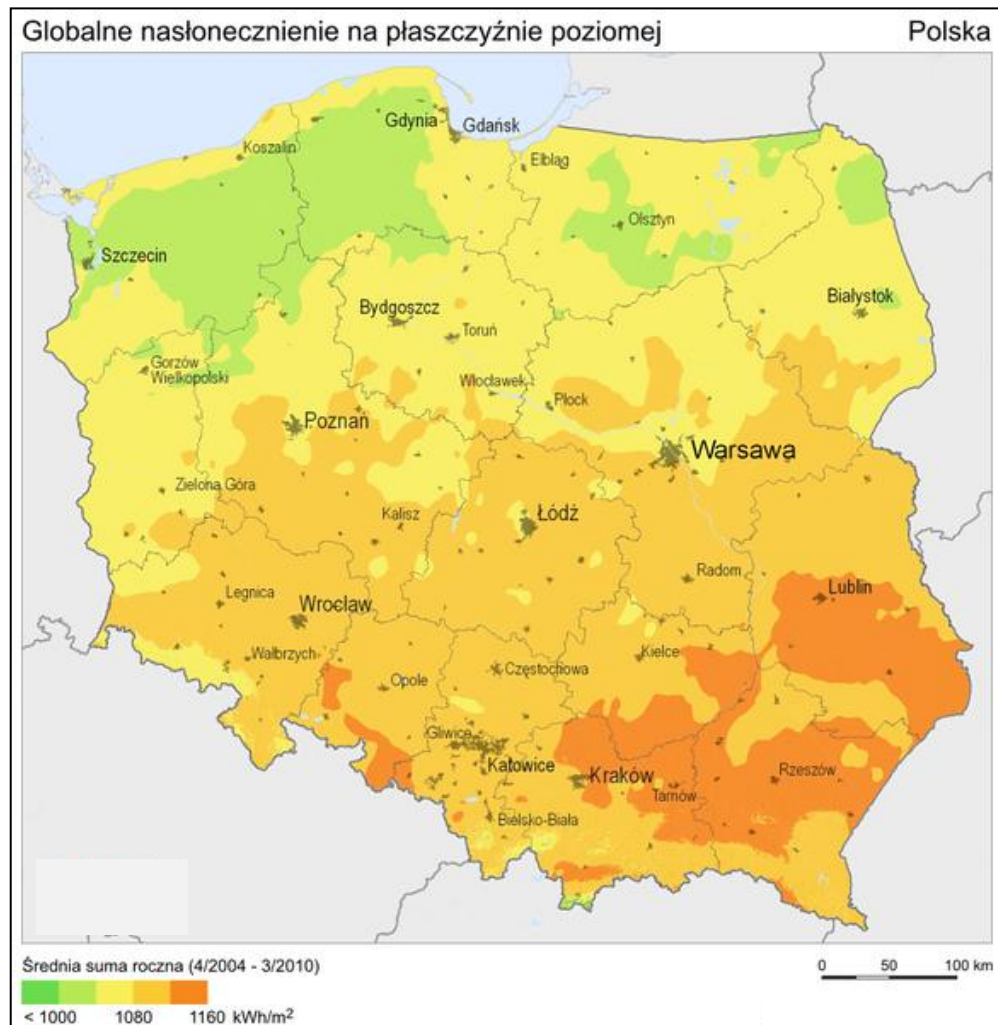 Globalne nasłonecznienie na płaszczyźnie poziomej Polska
Gdynia
Gdańsk
Koszalin
Elbląg
Olsztyn
Szczecin
Białystok
Bydgoszcz
Toruń
Gorzów
Wielkopolski
Włocławek
Płock
Poznań
Warsawa
Zielona Góra
Kalisz
Łódź
Radom
Legnica
Wrocław
Lublin
Wałbrzych
Opole
Częstochowa
Kielce
Gliwice
Katowice
Kraków
Tarnów
Rzeszów
Bielsko-Biała
Średnia suma roczna (4/2004 - 3/2010)
0 50 100 km
< 1000 1080 1160 kWh/m²